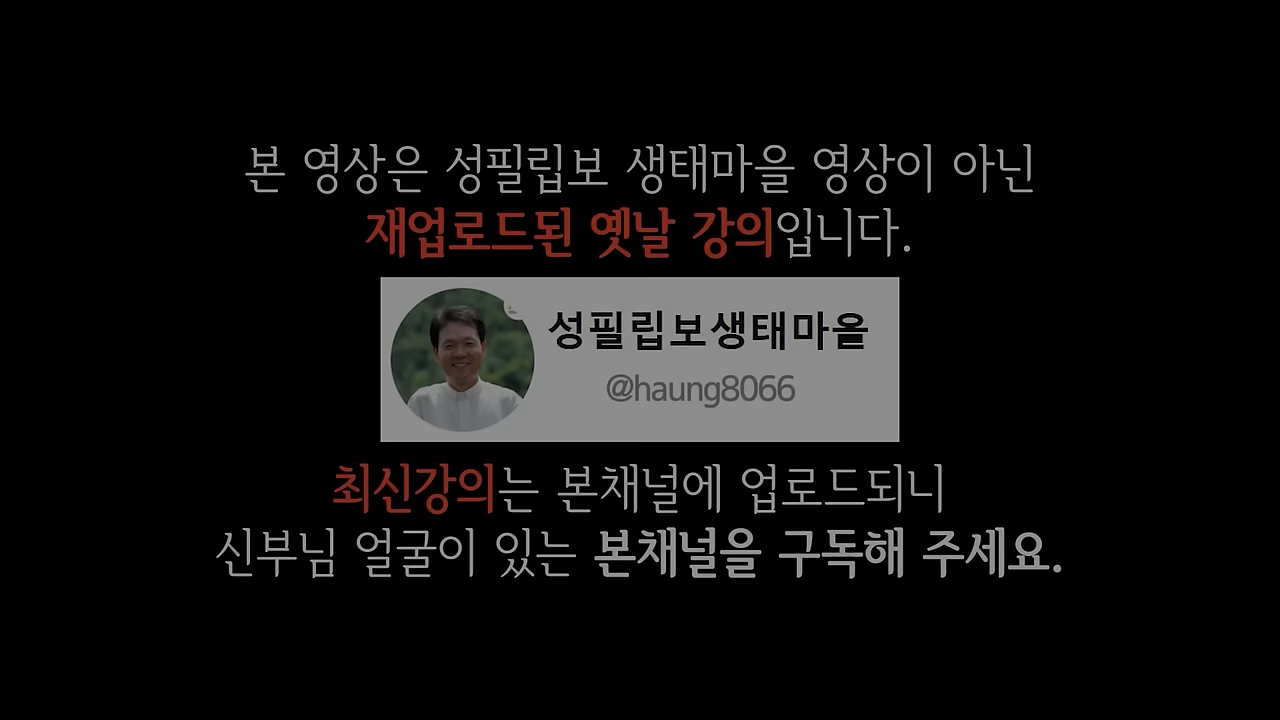 본 영상은 성필립보 생태마을 영상이 아닌
재업로드된 옛날 강의입니다.
성필립보생태마을
@haung8066
최신강의는 본채널에 업로드되니
신부님 얼굴이 있는 본채널을 구독해 주세요.